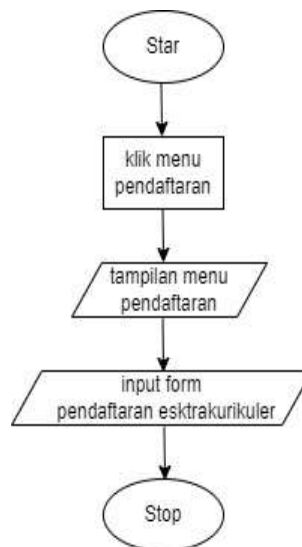 Star
klik menu
pendaftaran
tampilan menu
pendaftaran
input form
pendaftaran esktrakurikuler
Stop